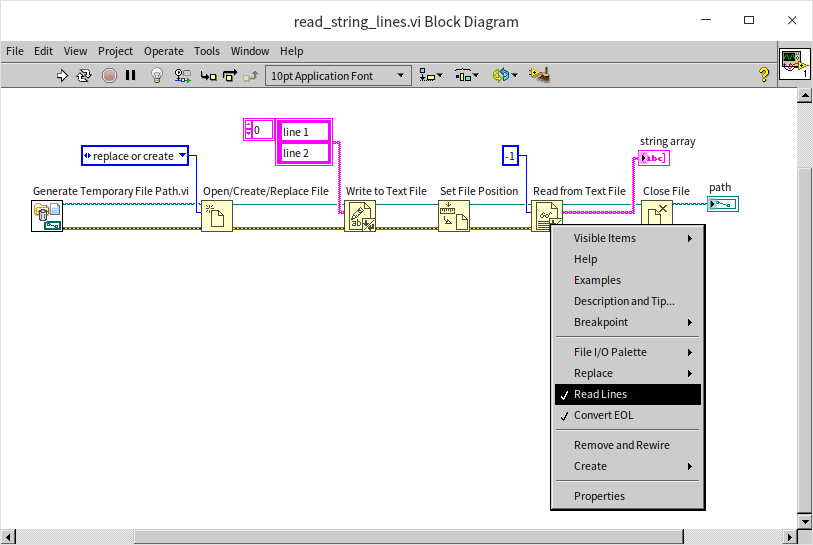 read_string_lines.vi Block Diagram
File Edit View Project Operate Tools Window Help
10pt Application Font
1
0
line 1
line 2
replace or create
-1
string array
abc
Generate Temporary File Path.vi Open/Create/Replace File Write to Text File Set File Position Read from Text File Close File path
ab
Visible Items
Help
Examples
Description and Tip...
Breakpoint
File I/O Palette
Replace
Read Lines
Convert EOL
Remove and Rewire
Create
Properties